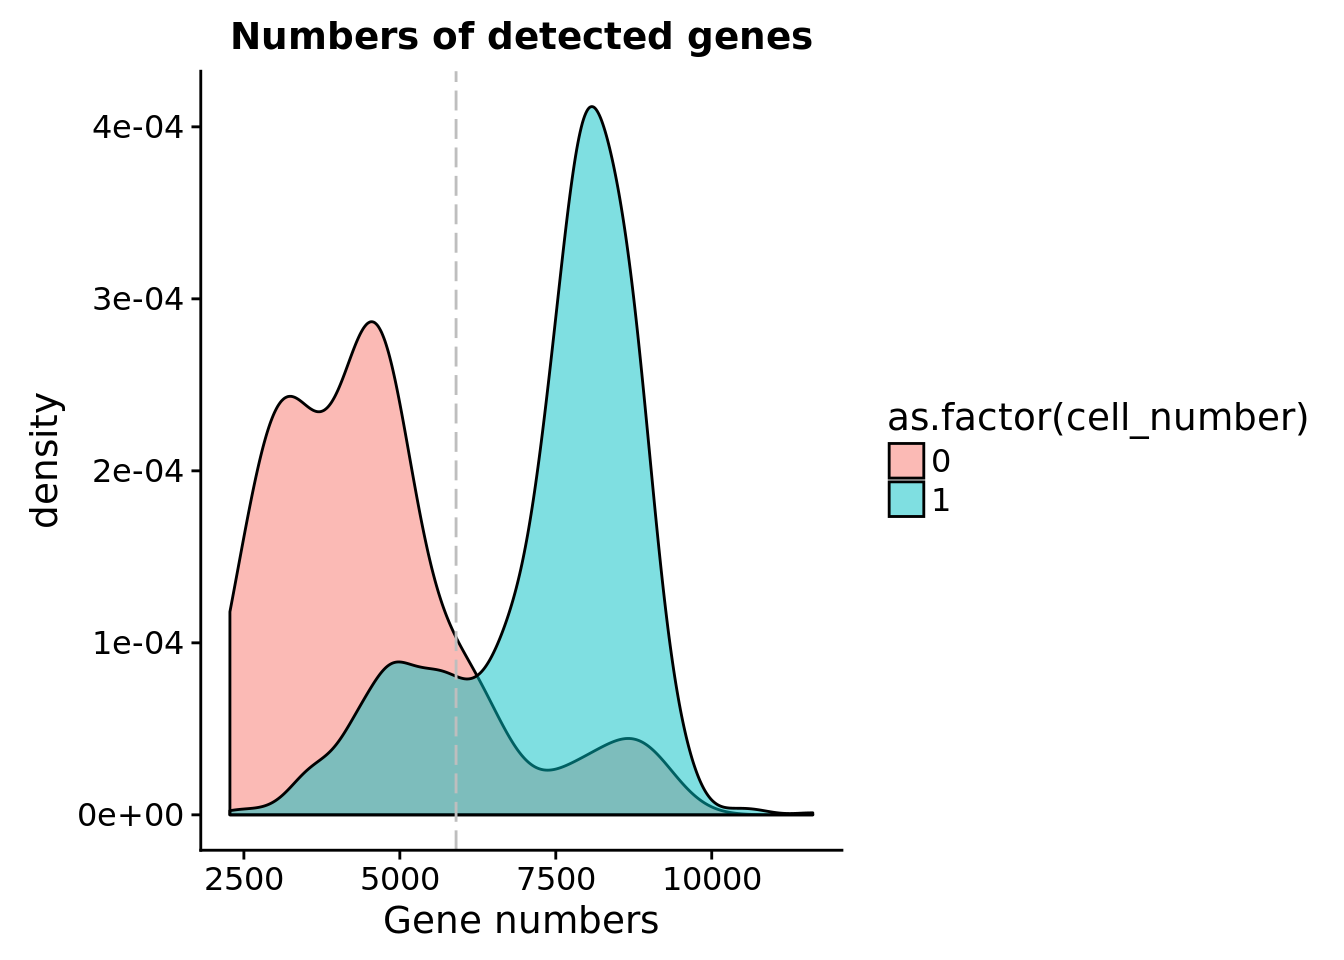 Numbers of detected genes
4e-04
3e-04
2e-04
1e-04
0e+00
density
2500 5000 7500 10000
Gene numbers
as.factor(cell_number)
0
1